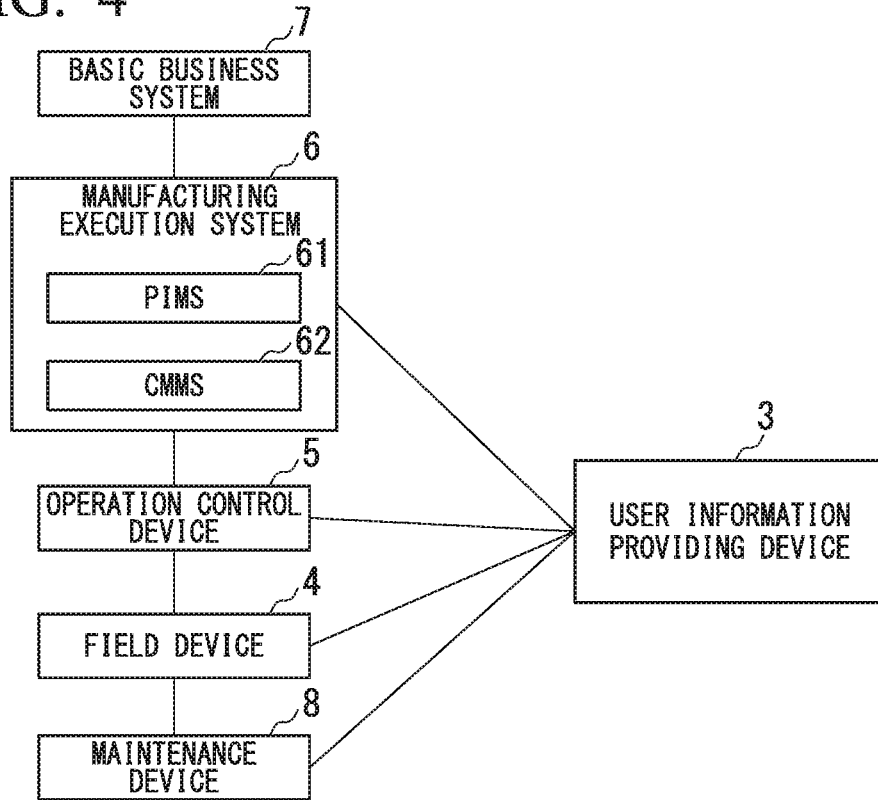 FIG. 4
7
BASIC BUSINESS
SYSTEM
6
MANUFACTURING
EXECUTION SYSTEM
61
PIMS
62
CMMS
5
OPERATION CONTROL
DEVICE
3
USER INFORMATION
PROVIDING DEVICE
4
FIELD DEVICE
8
MAINTENANCE
DEVICE